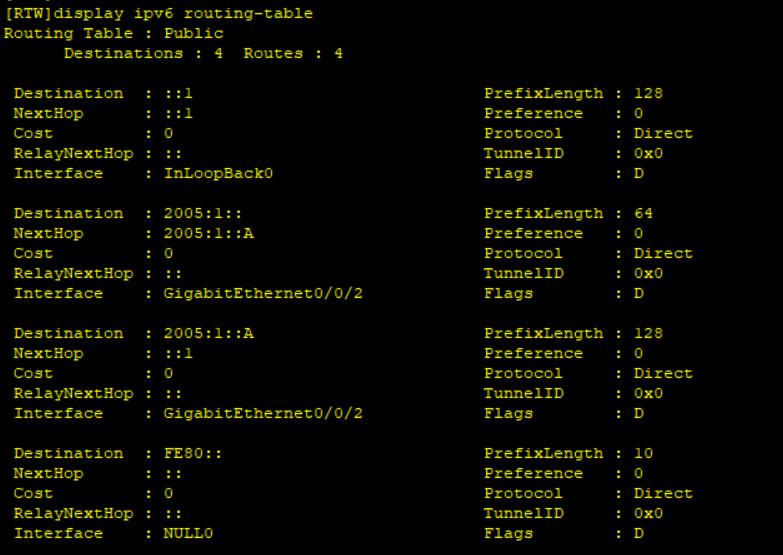 [RTW]display ipv6 routing-table
Routing Table : Public
Destinations : 4 Routes : 4
Destination : ::1 PrefixLength : 128
NextHop : ::1 Preference : 0
Cost : 0 Protocol : Direct
RelayNextHop : :: TunnelID : 0x0
Interface : InLoopBack0 Flags : D
Destination : 2005:1:: PrefixLength : 64
NextHop : 2005:1::A Preference : 0
Cost : 0 Protocol : Direct
RelayNextHop : :: TunnelID : 0x0
Interface : GigabitEthernet0/0/2 Flags : D
Destination : 2005:1::A PrefixLength : 128
NextHop : ::1 Preference : 0
Cost : 0 Protocol : Direct
RelayNextHop : :: TunnelID : 0x0
Interface : GigabitEthernet0/0/2 Flags : D
Destination : FE80:: PrefixLength : 10
NextHop : :: Preference : 0
Cost : 0 Protocol : Direct
RelayNextHop : :: TunnelID : 0x0
Interface : NULL0 Flags : D